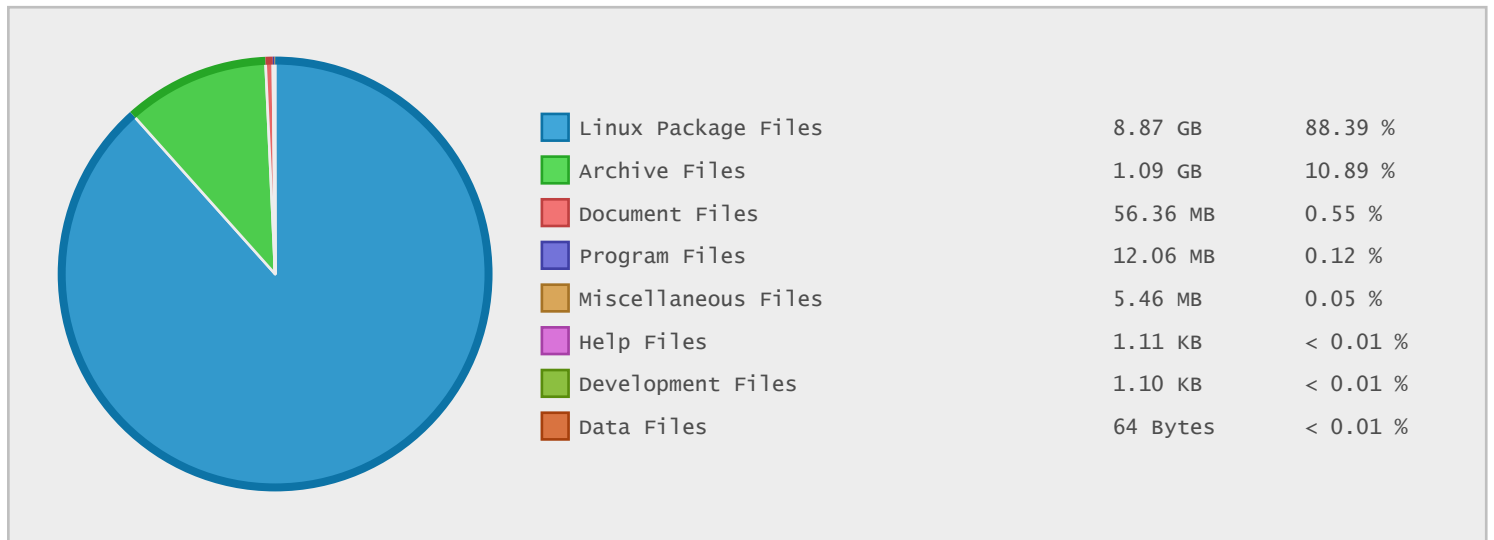 Linux Package Files 8.87 GB 88.39 %
Archive Files 1.09 GB 10.89 %
Document Files 56.36 MB 0.55 %
Program Files 12.06 MB 0.12 %
Miscellaneous Files 5.46 MB 0.05 %
Help Files 1.11 KB < 0.01 %
Development Files 1.10 KB < 0.01 %
Data Files 64 Bytes < 0.01 %